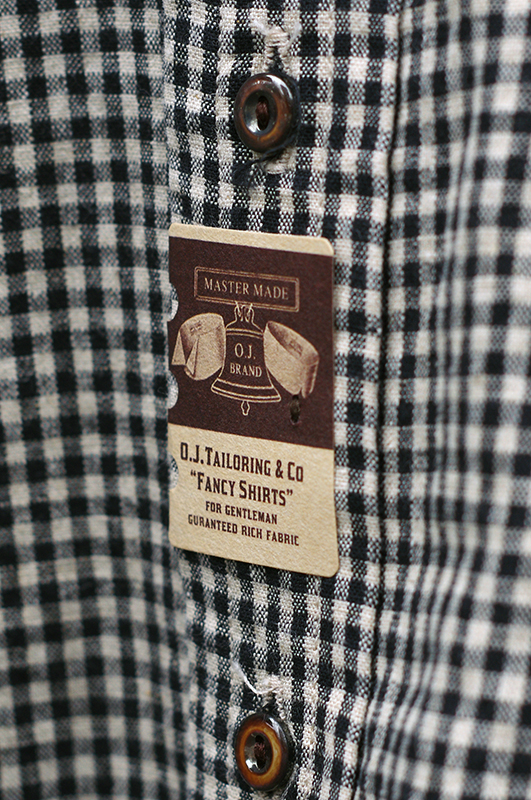 MASTER MADE
O.J.
BRAND
O.J. TAILORING & CO
"FANCY SHIRTS"
FOR GENTLEMAN
GURANTEED RICH FABRIC